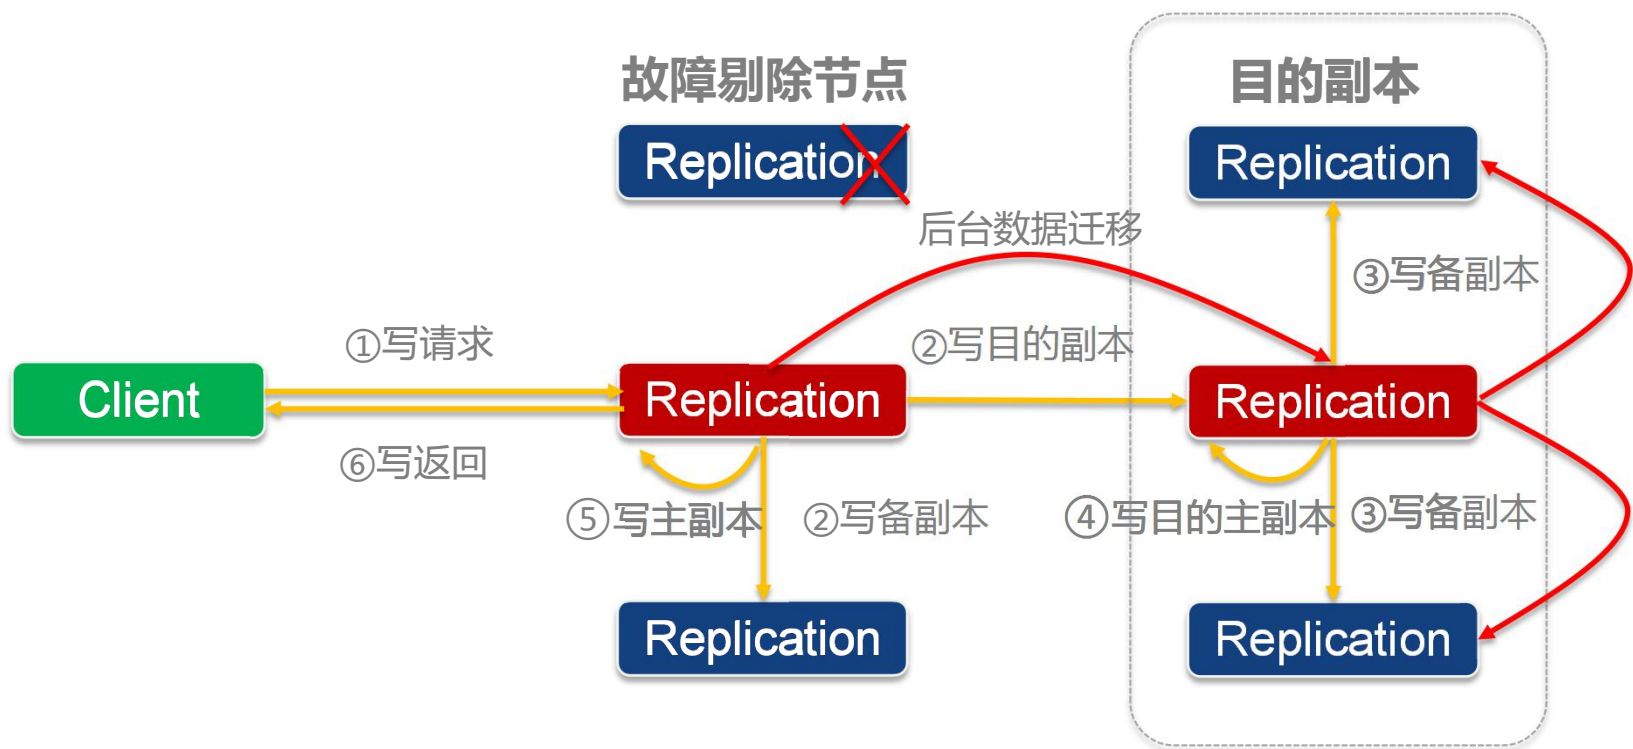 故障剔除节点
目的副本
Replication
Replication
后台数据迁移
③写备副本
①写请求
②写目的副本
Client
Replication
Replication
⑥写返回
⑤写主副本
②写备副本
④写目的主副本
③写备副本
Replication
Replication